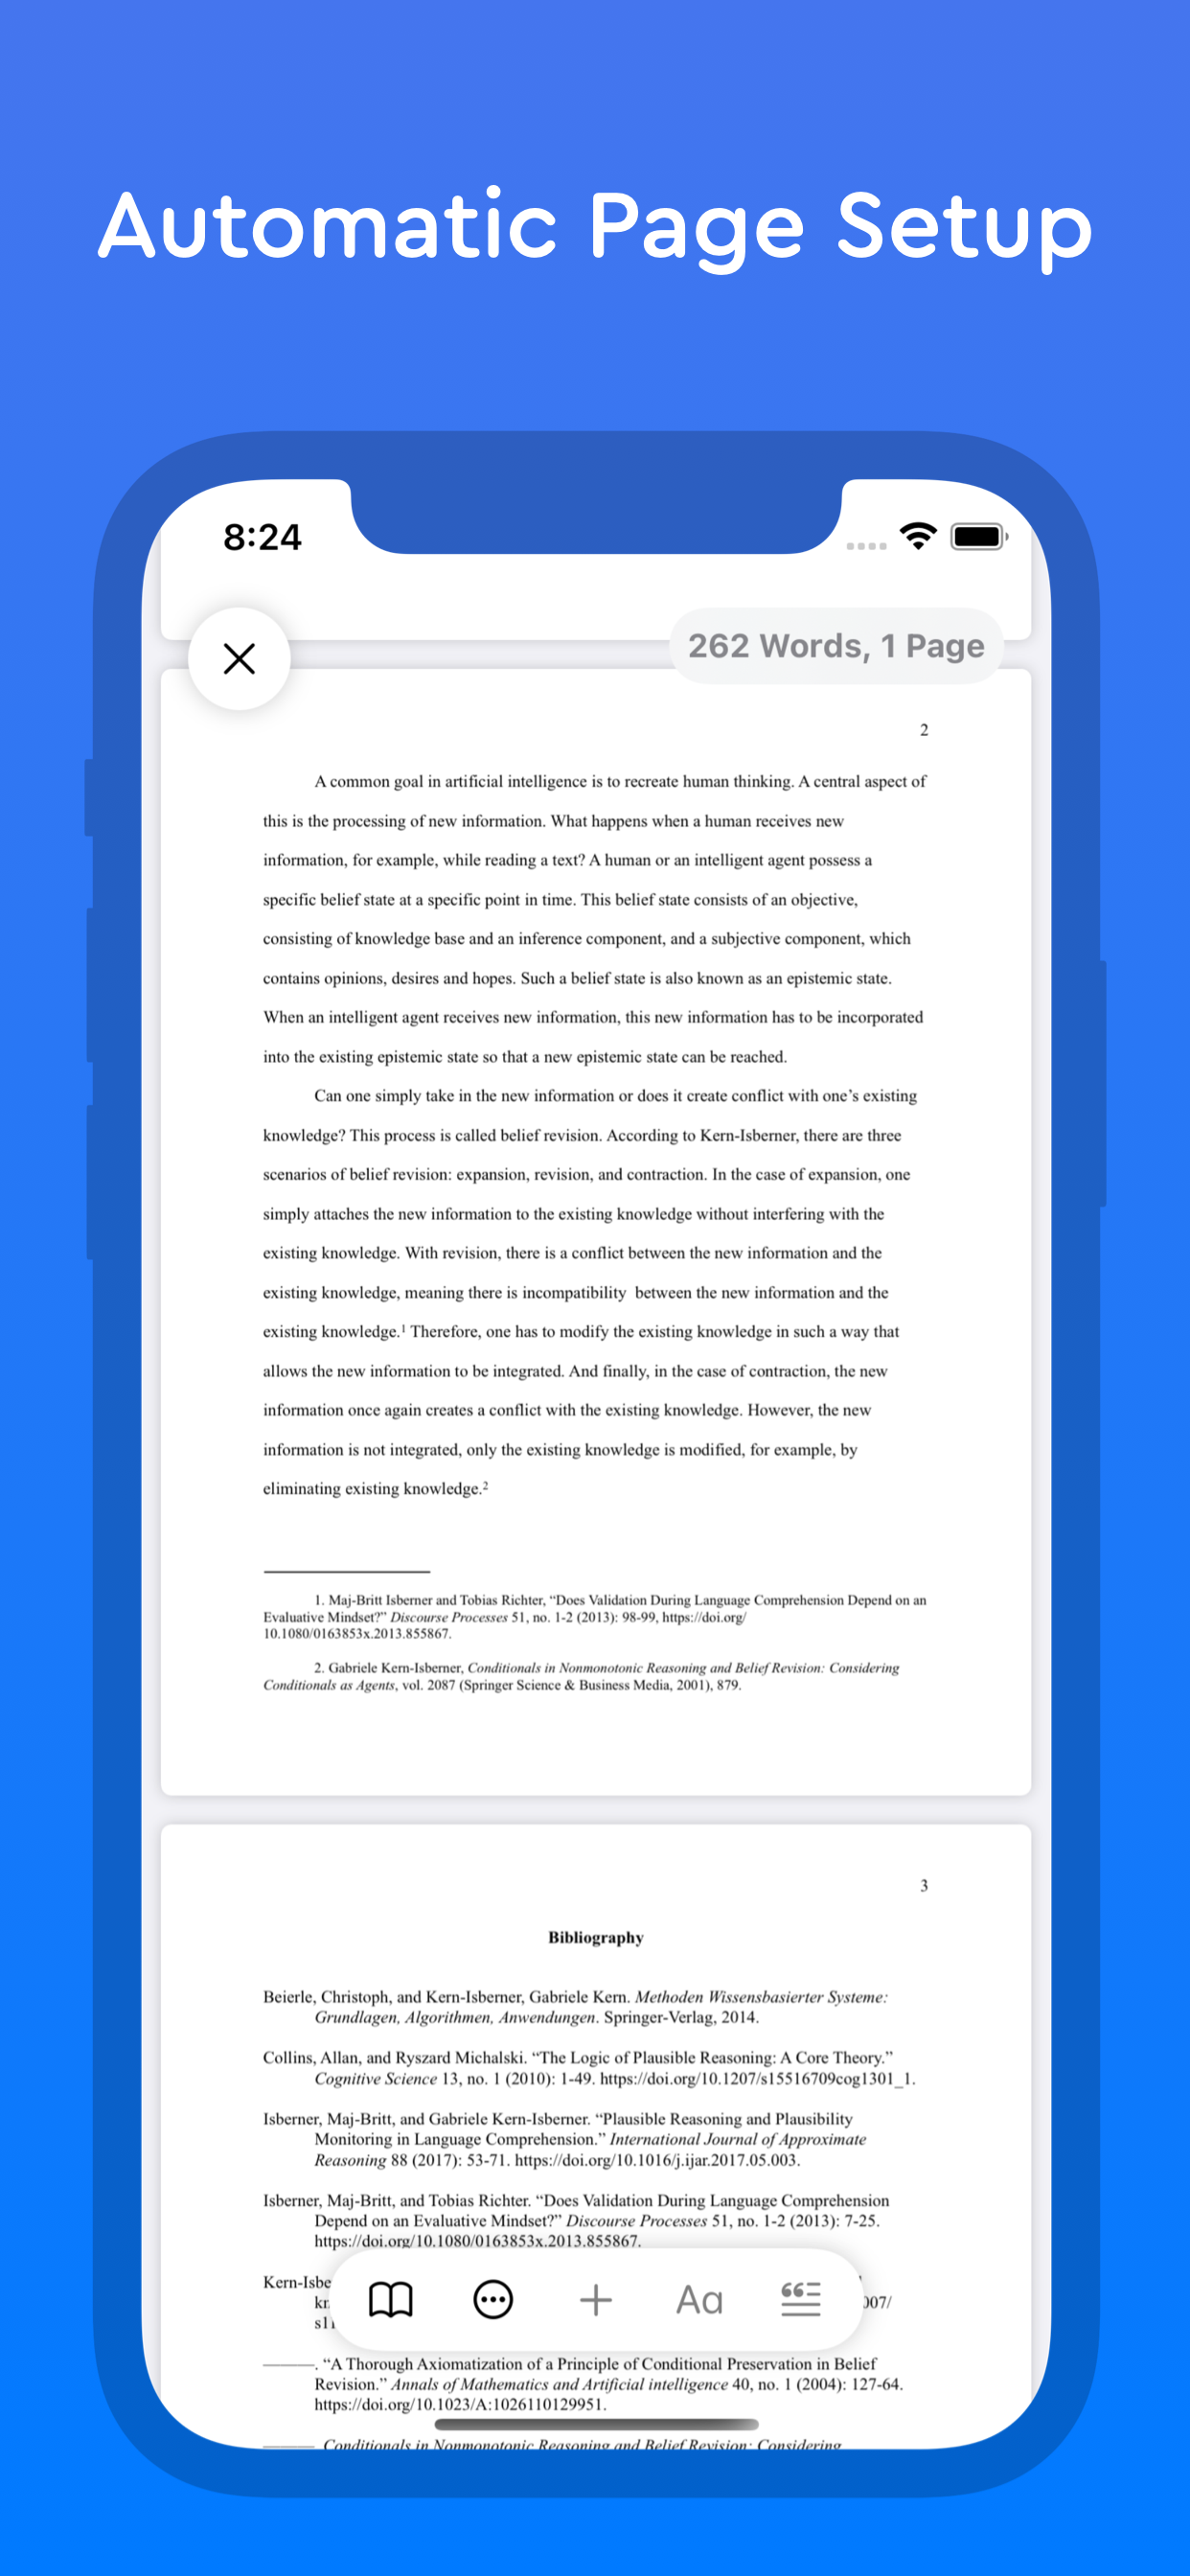 Automatic Page Setup
8:24
262 Words, 1 Page
2
A common goal in artificial intelligence is to recreate human thinking. A central aspect of
this is the processing of new information. What happens when a human receives new
information, for example, while reading a text? A human or an intelligent agent possess a
specific belief state at a specific point in time. This belief state consists of an objective,
consisting of knowledge base and an inference component, and a subjective component, which
contains opinions, desires and hopes. Such a belief state is also known as an epistemic state.
When an intelligent agent receives new information, this new information has to be incorporated
into the existing epistemic state so that a new epistemic state can be reached.
Can one simply take in the new information or does it create conflict with one’s existing
knowledge? This process is called belief revision. According to Kern-Isberner, there are three
scenarios of belief revision: expansion, revision, and contraction. In the case of expansion, one
simply attaches the new information to the existing knowledge without interfering with the
existing knowledge. With revision, there is a conflict between the new information and the
existing knowledge, meaning there is incompatibility  between the new information and the
existing knowledge.¹ Therefore, one has to modify the existing knowledge in such a way that
allows the new information to be integrated. And finally, in the case of contraction, the new
information once again creates a conflict with the existing knowledge. However, the new
information is not integrated, only the existing knowledge is modified, for example, by
eliminating existing knowledge.²
1. Maj-Britt Isberner and Tobias Richter, “Does Validation During Language Comprehension Depend on an
Evaluative Mindset?” Discourse Processes 51, no. 1-2 (2013): 98-99, https://doi.org/
10.1080/0163853x.2013.855867.
2. Gabriele Kern-Isberner, Conditionals in Nonmonotonic Reasoning and Belief Revision: Considering
Conditionals as Agents, vol. 2087 (Springer Science & Business Media, 2001), 879.
3
Bibliography
Beierle, Christoph, and Kern-Isberner, Gabriele Kern. Methoden Wissensbasierter Systeme:
Grundlagen, Algorithmen, Anwendungen. Springer-Verlag, 2014.
Collins, Allan, and Ryszard Michalski. “The Logic of Plausible Reasoning: A Core Theory.”
Cognitive Science 13, no. 1 (2010): 1-49. https://doi.org/10.1207/s15516709cog1301_1.
Isberner, Maj-Britt, and Gabriele Kern-Isberner. “Plausible Reasoning and Plausibility
Monitoring in Language Comprehension.” International Journal of Approximate
Reasoning 88 (2017): 53-71. https://doi.org/10.1016/j.ijar.2017.05.003.
Isberner, Maj-Britt, and Tobias Richter. “Does Validation During Language Comprehension
Depend on an Evaluative Mindset?” Discourse Processes 51, no. 1-2 (2013): 7-25.
https://doi.org/10.1080/0163853x.2013.855867.
Kern-Isbe
007/
Aa
———. “A Thorough Axiomatization of a Principle of Conditional Preservation in Belief
Revision.” Annals of Mathematics and Artificial intelligence 40, no. 1 (2004): 127-64.
https://doi.org/10.1023/A:1026110129951.
———. Conditionals in Nonmonotonic Reasoning and Belief Revision: Considering